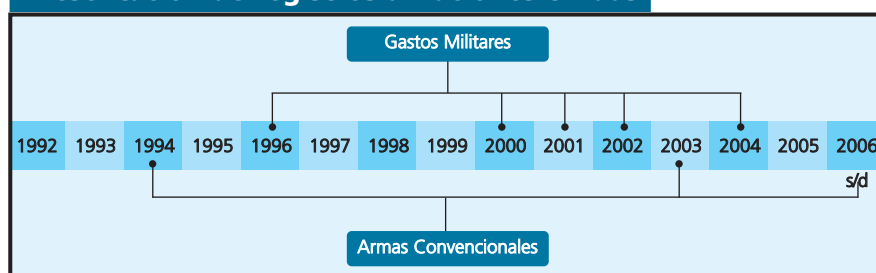 Gastos Militares
1992 1993 1994 1995 1996 1997 1998 1999 2000 2001 2002 2003 2004 2005 2006
s/d
Armas Convencionales